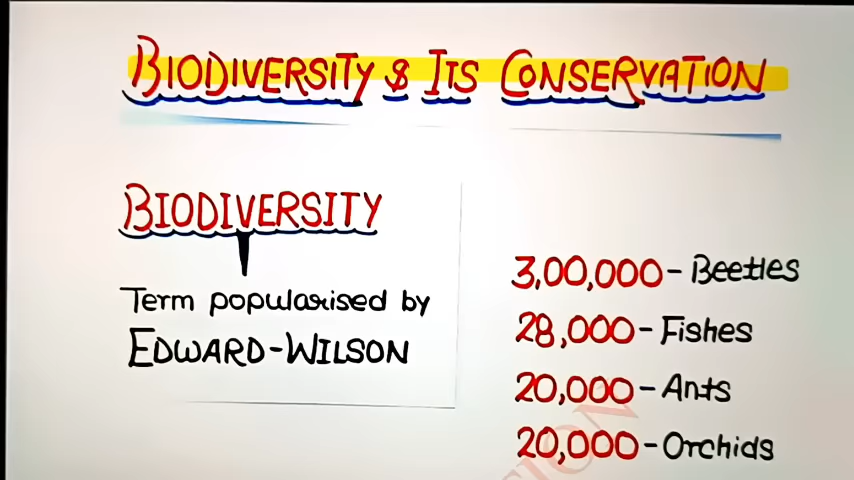 BIODIVERSITY & ITS CONSERVATION
BIODIVERSITY
Term popularised by
EDWARD-WILSON
3,00,000 - Beetles
28,000 - Fishes
20,000 - Ants
20,000 - Orchids